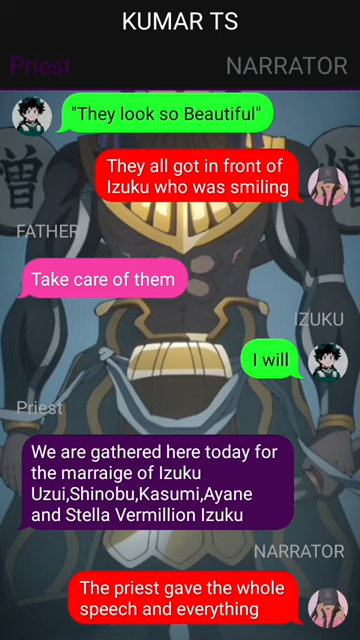 KUMAR TS
Priest
NARRATOR
"They look so Beautiful"
They all got in front of
Izuku who was smiling
憎
憎
FATHER
Take care of them
IZUKU
I will
Priest
We are gathered here today for
the marraige of Izuku
Uzui,Shinobu,Kasumi,Ayane
and Stella Vermillion Izuku
NARRATOR
The priest gave the whole
speech and everything